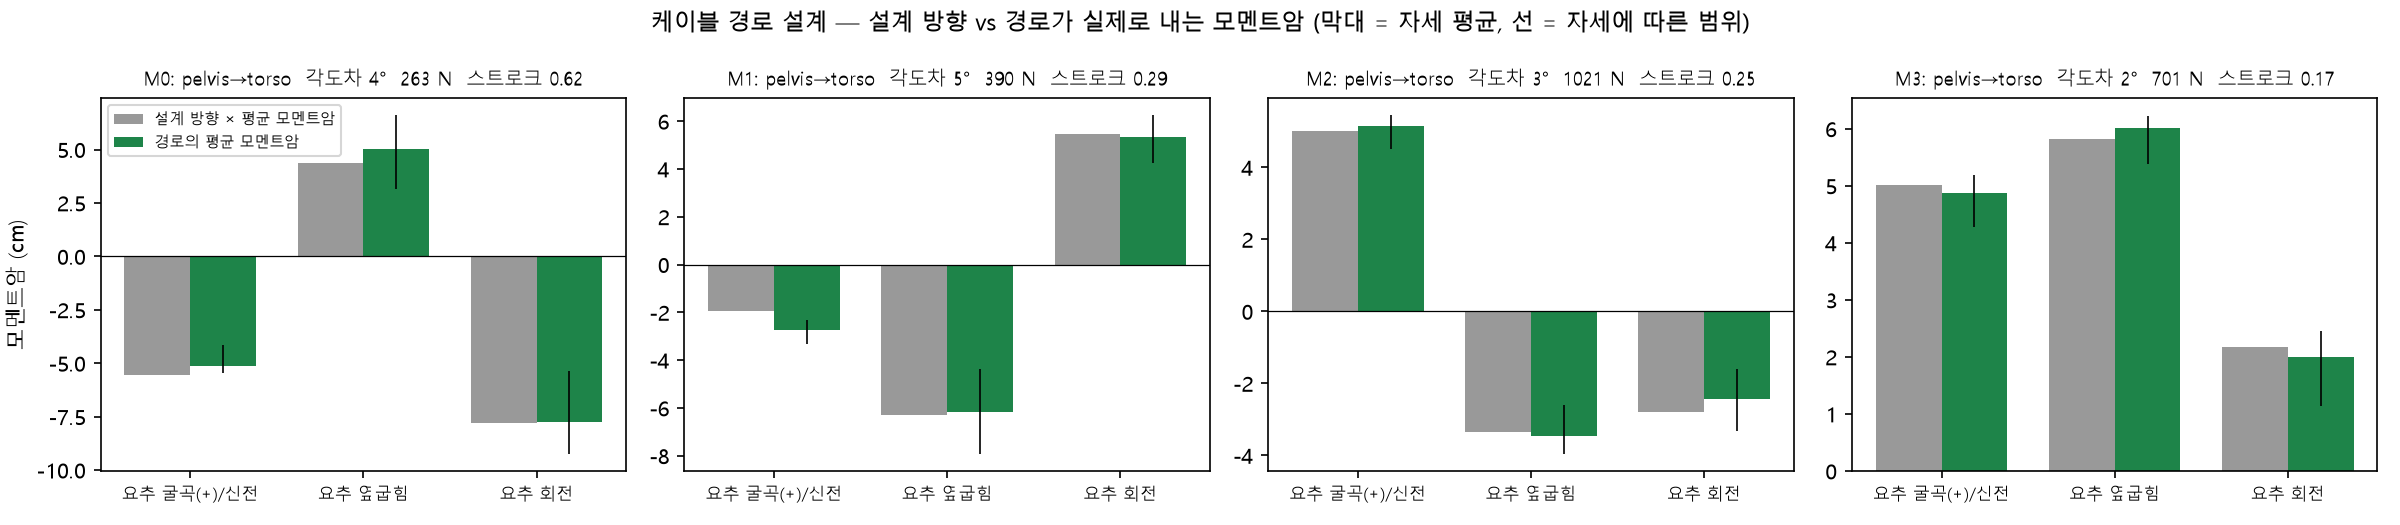 케이블 경로 설계 — 설계 방향 vs 경로가 실제로 내는 모멘트암 (막대 = 자세 평균, 선 = 자세에 따른 범위)
M0: pelvis→torso 각도차 4° 263 N 스트로크 0.62
설계 방향 × 평균 모멘트암
경로의 평균 모멘트암
모멘트암 (cm)
5.0
2.5
0.0
-2.5
-5.0
-7.5
-10.0
요추 굴곡(+)/신전
요추 옆굽힘
요추 회전
M1: pelvis→torso 각도차 5° 390 N 스트로크 0.29
6
4
2
0
-2
-4
-6
-8
요추 굴곡(+)/신전
요추 옆굽힘
요추 회전
M2: pelvis→torso 각도차 3° 1021 N 스트로크 0.25
4
2
0
-2
-4
요추 굴곡(+)/신전
요추 옆굽힘
요추 회전
M3: pelvis→torso 각도차 2° 701 N 스트로크 0.17
6
5
4
3
2
1
0
요추 굴곡(+)/신전
요추 옆굽힘
요추 회전